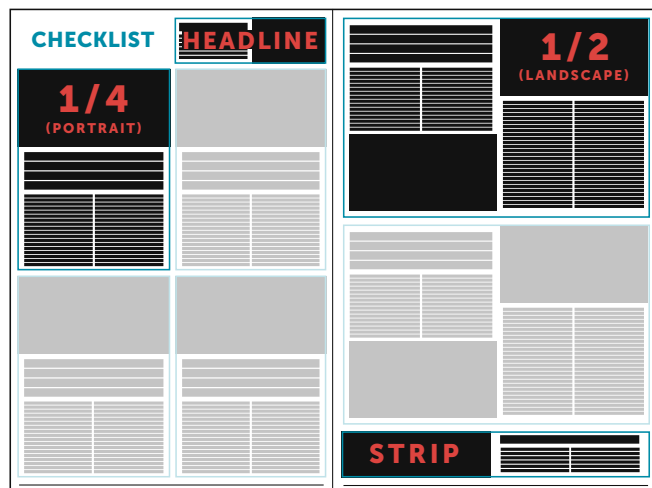 CHECKLIST
HEADLINE
1/4
(PORTRAIT)
1/2
(LANDSCAPE)
STRIP